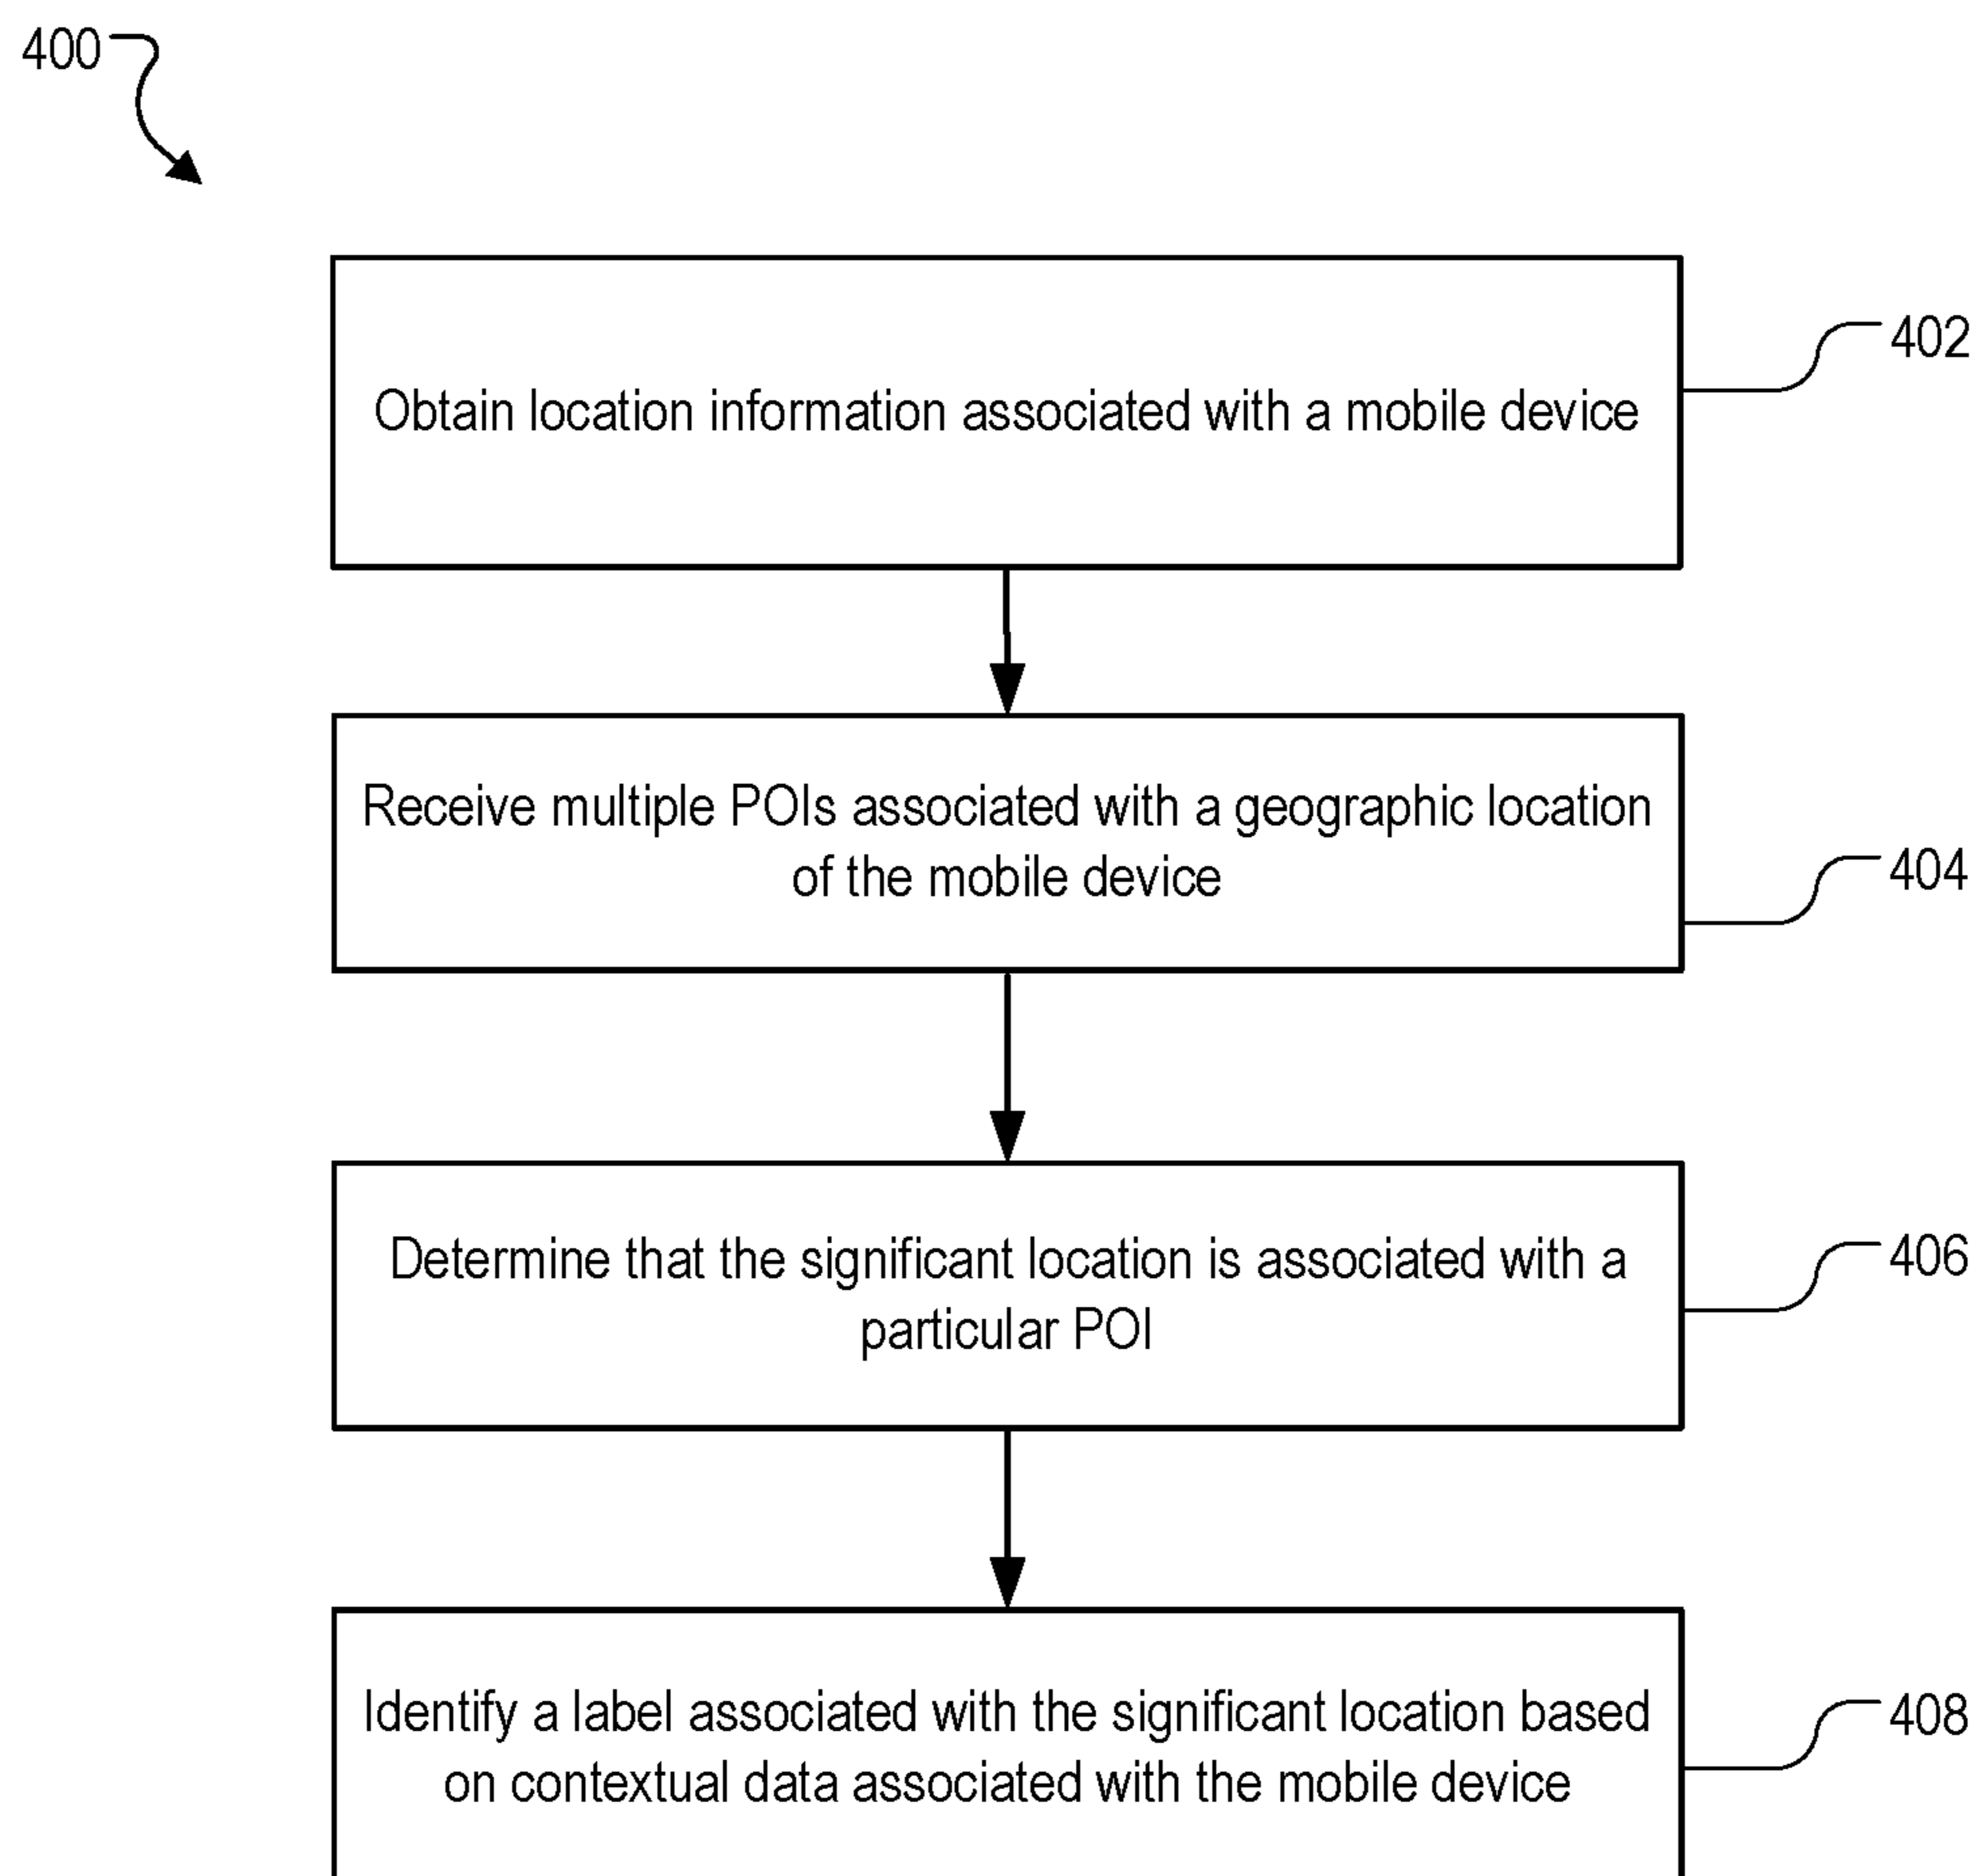 400
Obtain location information associated with a mobile device
402
Receive multiple POIs associated with a geographic location
of the mobile device
404
Determine that the significant location is associated with a
particular POI
406
Identify a label associated with the significant location based
on contextual data associated with the mobile device
408